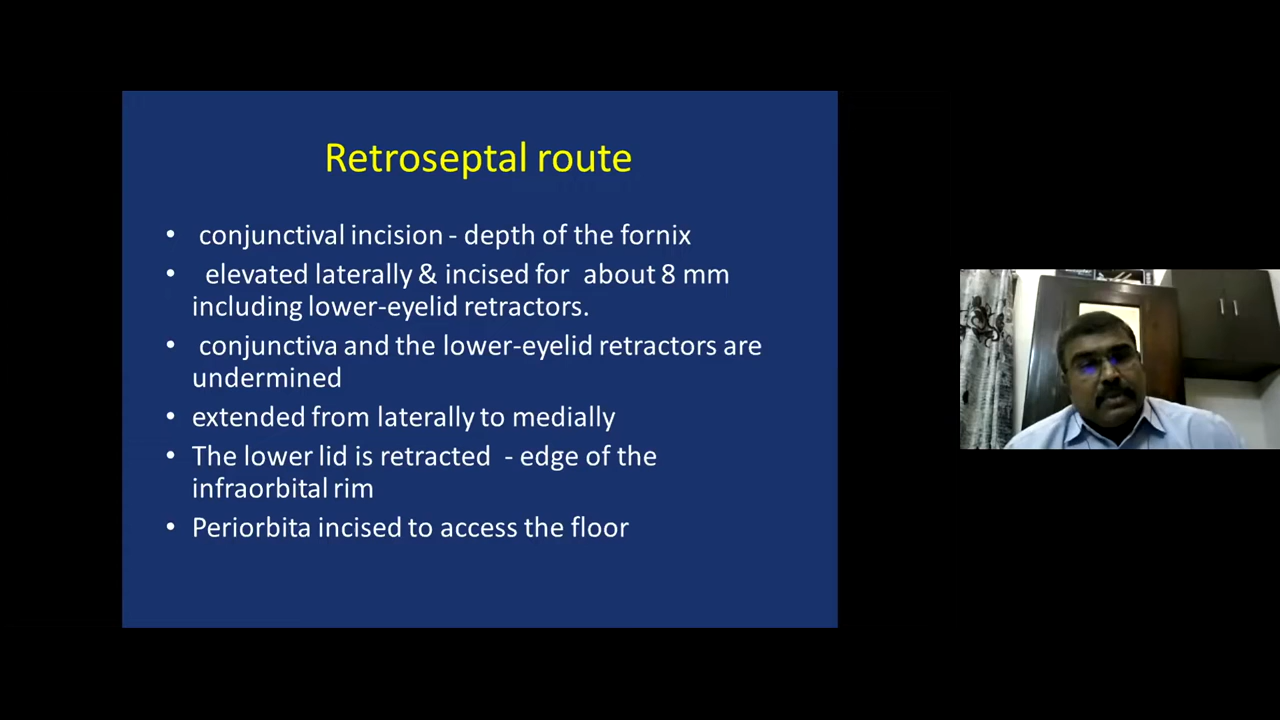 Retroseptal route
• conjunctival incision - depth of the fornix
• elevated laterally & incised for about 8 mm
including lower-eyelid retractors.
• conjunctiva and the lower-eyelid retractors are
undermined
• extended from laterally to medially
• The lower lid is retracted - edge of the
infraorbital rim
• Periorbita incised to access the floor